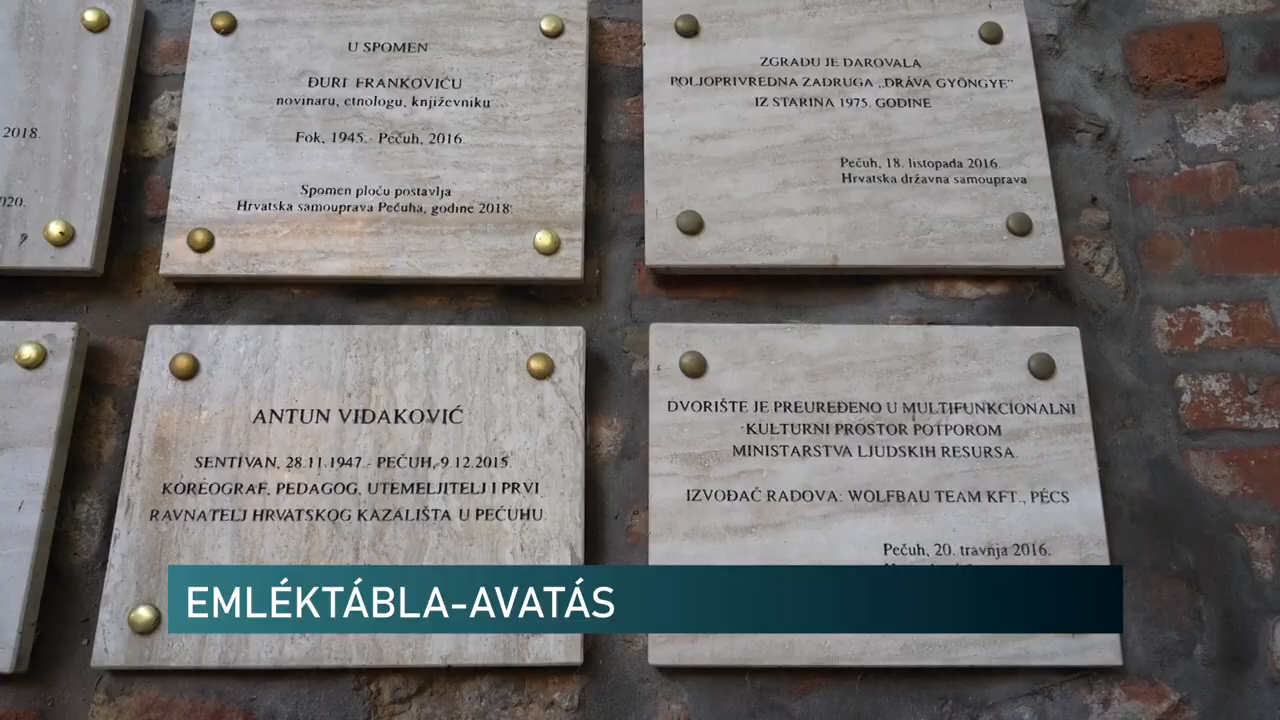 2018.
020.
U SPOMEN
ĐURI FRANKOVIĆU
novinaru, etnologu, književniku
Fok, 1945.- Pečuh, 2016.
Spomen ploču postavlja
Hrvatska samouprava Pečuha, godine 2018.
ZGRADU JE DAROVALA
POLJOPRIVREDNA ZADRUGA „DRÁVA GYÖNGYE"
IZ STARINA 1975. GODINE
Pečuh, 18. listopada 2016.
Hrvatska državna samouprava
ANTUN VIDAKOVIĆ
SENTIVAN, 28.11.1947.- PEČUH, 9.12.2015.
KOREOGRAF, PEDAGOG, UTEMELJITELJ I PRVI
RAVNATELJ HRVATSKOG KAZALIŠTA U PEČUHU
DVORIŠTE JE PREUREĐENO U MULTIFUNKCIONALNI
KULTURNI PROSTOR POTPOROM
MINISTARSTVA LJUDSKIH RESURSA.
IZVOĐAČ RADOVA: WOLFBAU TEAM KFT., PÉCS
Pečuh, 20. travnja 2016.
EMLÉKTÁBLA-AVATÁS